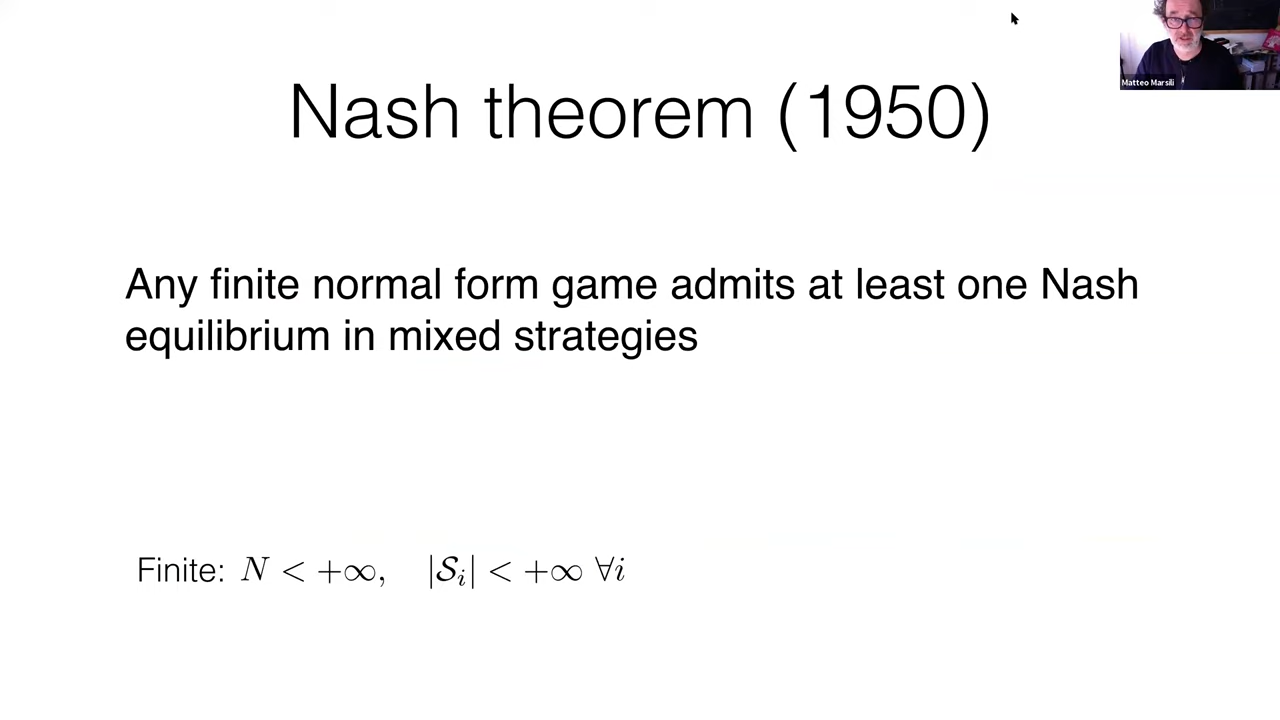 Matteo Marsili
Nash theorem (1950)
Any finite normal form game admits at least one Nash
equilibrium in mixed strategies
Finite: N < +∞, |𝒮ᵢ| < +∞ ∀i